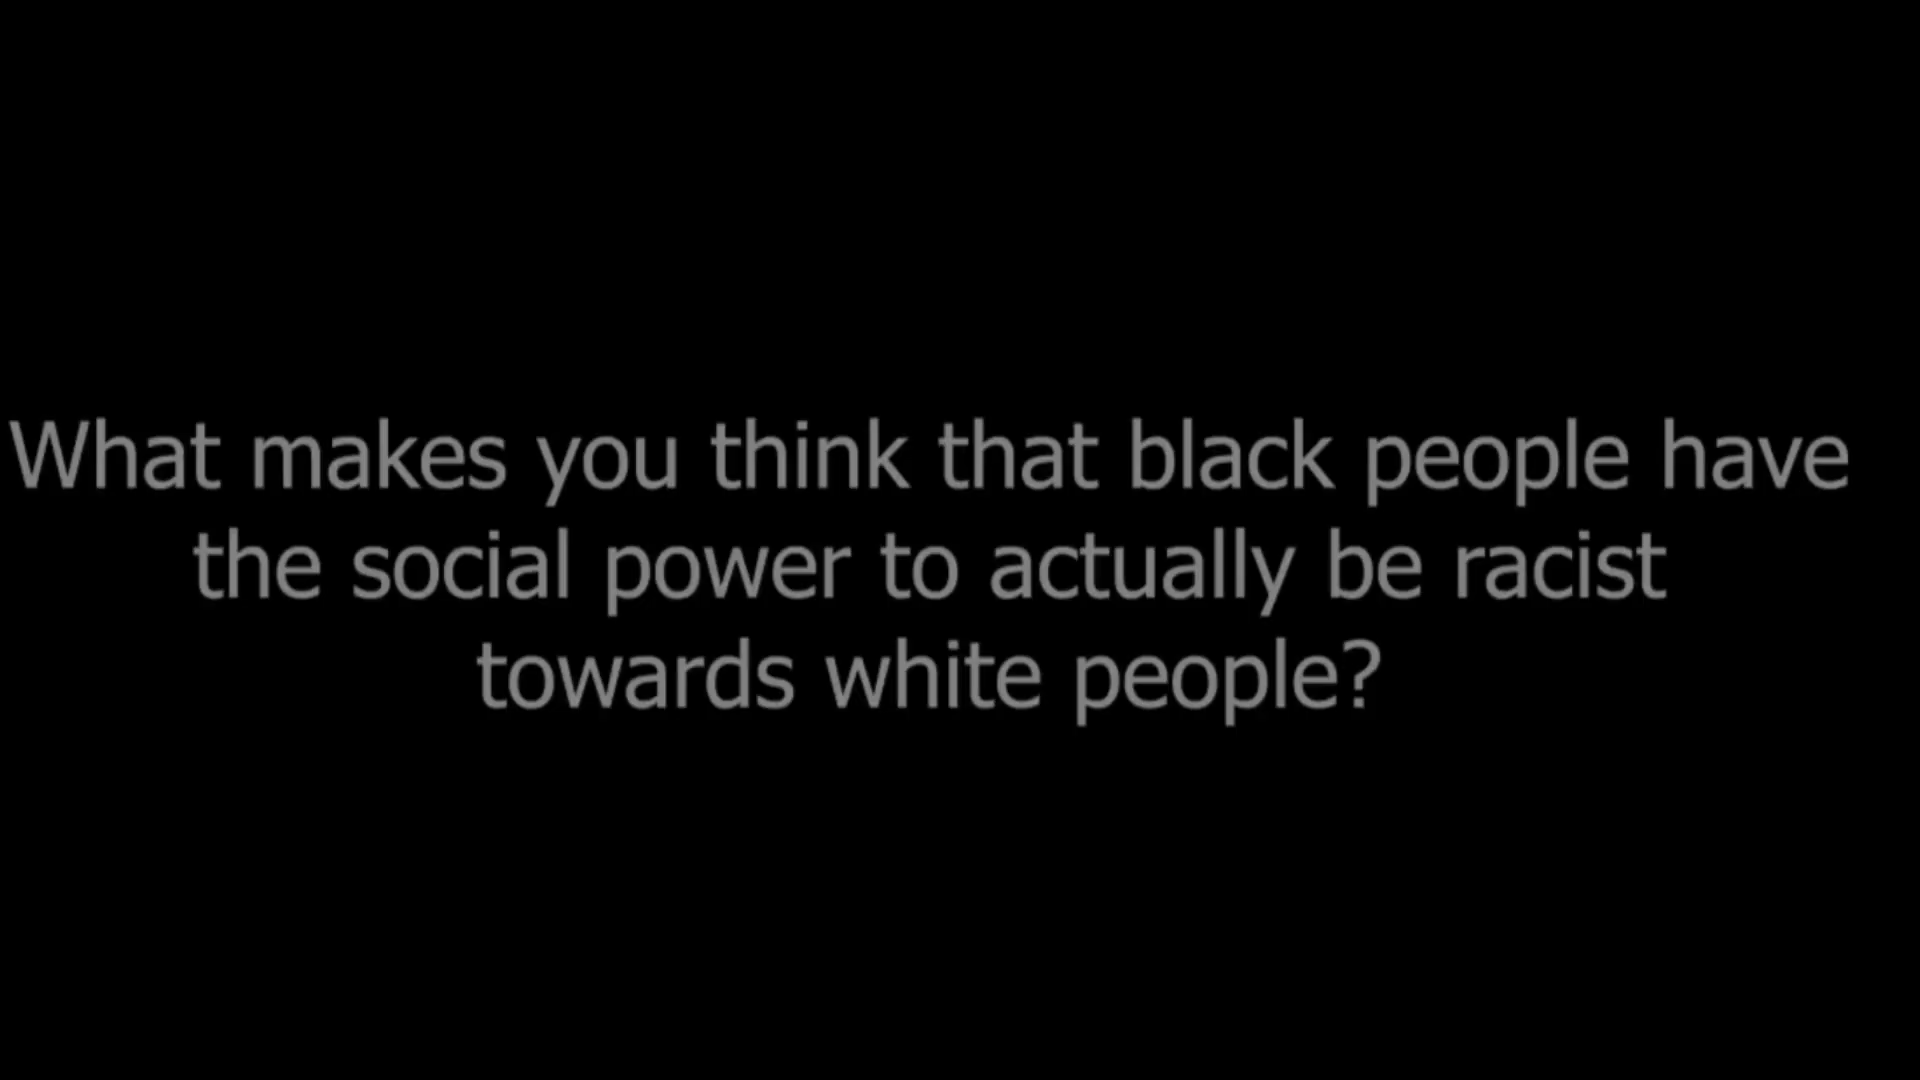 What makes you think that black people have
the social power to actually be racist
towards white people?